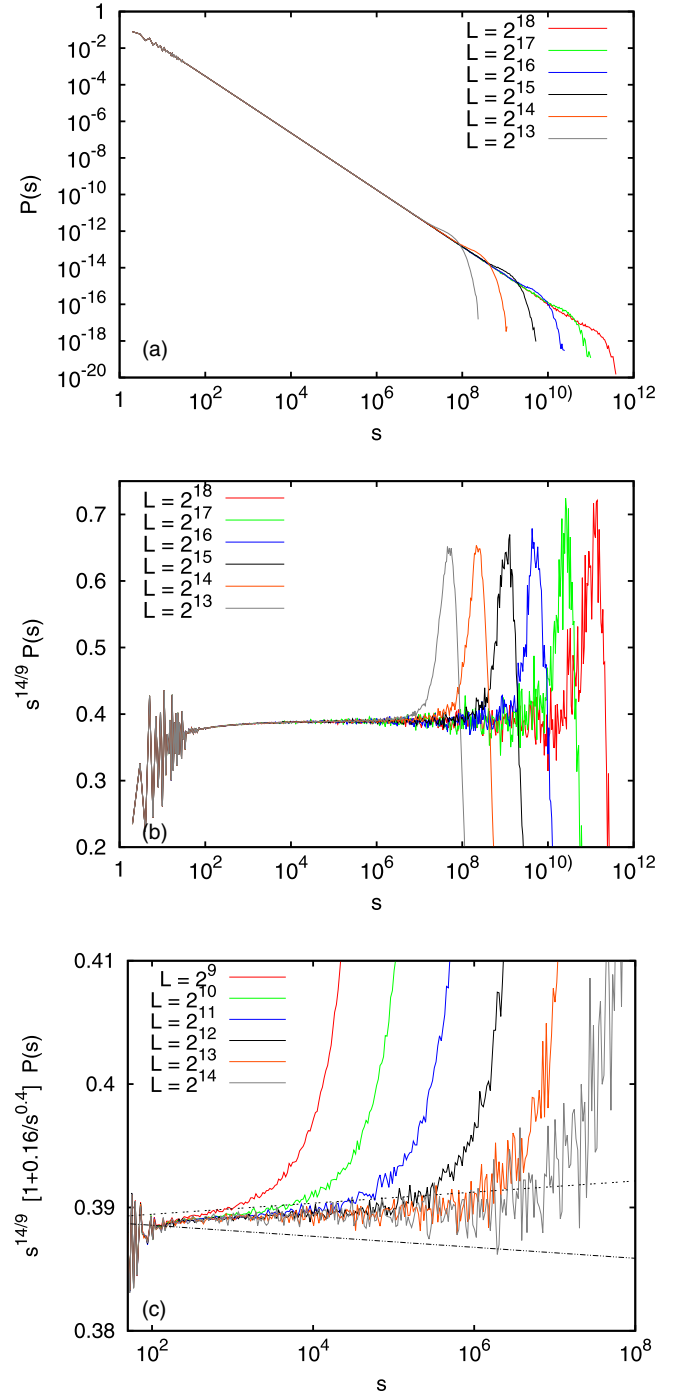 1
10^-2
10^-4
10^-6
10^-8
10^-10
10^-12
10^-14
10^-16
10^-18
10^-20
P(s)
L = 2^18
L = 2^17
L = 2^16
L = 2^15
L = 2^14
L = 2^13
(a)
1 10^2 10^4 10^6 10^8 10^10) 10^12
s
0.7
0.6
0.5
0.4
0.3
0.2
s^14/9 P(s)
L = 2^18
L = 2^17
L = 2^16
L = 2^15
L = 2^14
L = 2^13
(b)
1 10^2 10^4 10^6 10^8 10^10) 10^12
s
0.41
0.4
0.39
0.38
s^14/9 [1+0.16/s^0.4] P(s)
L = 2^9
L = 2^10
L = 2^11
L = 2^12
L = 2^13
L = 2^14
(c)
10^2 10^4 10^6 10^8
s